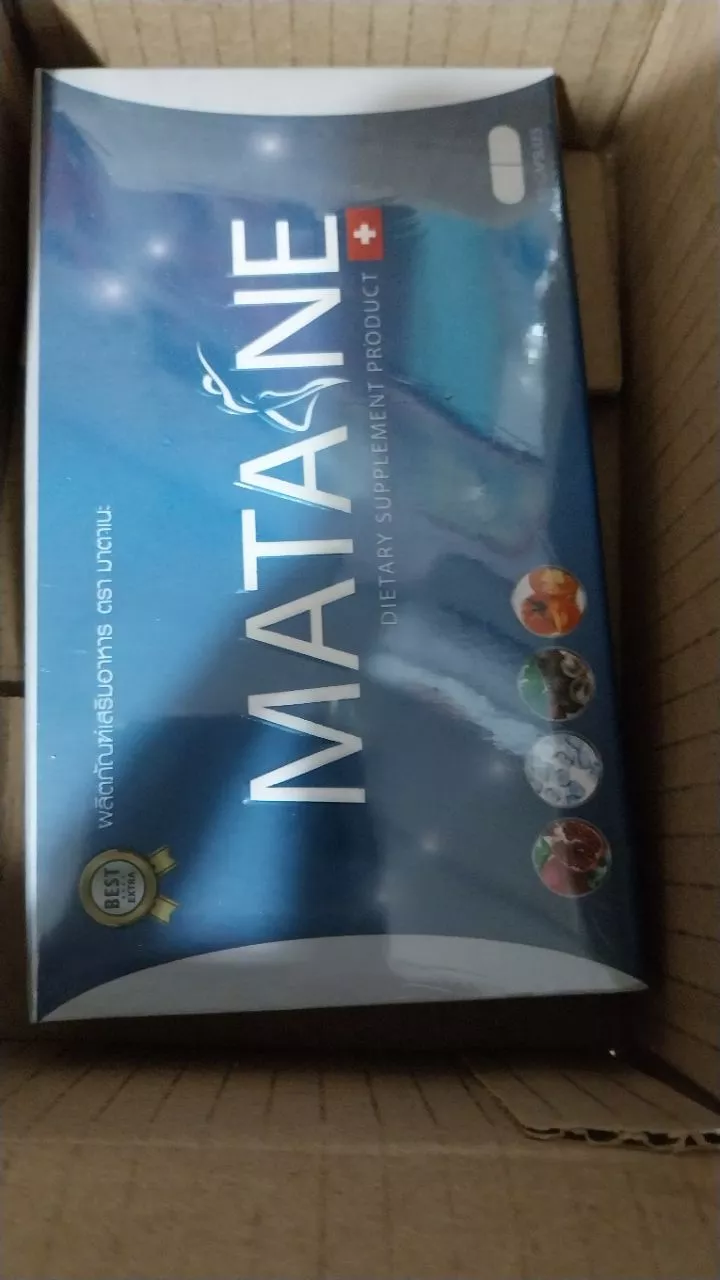 ผลิตภัณฑ์เสริมอาหาร ตรา มาตาเนะ
MATANE
DIETARY SUPPLEMENT PRODUCT
BEST
EXTRA